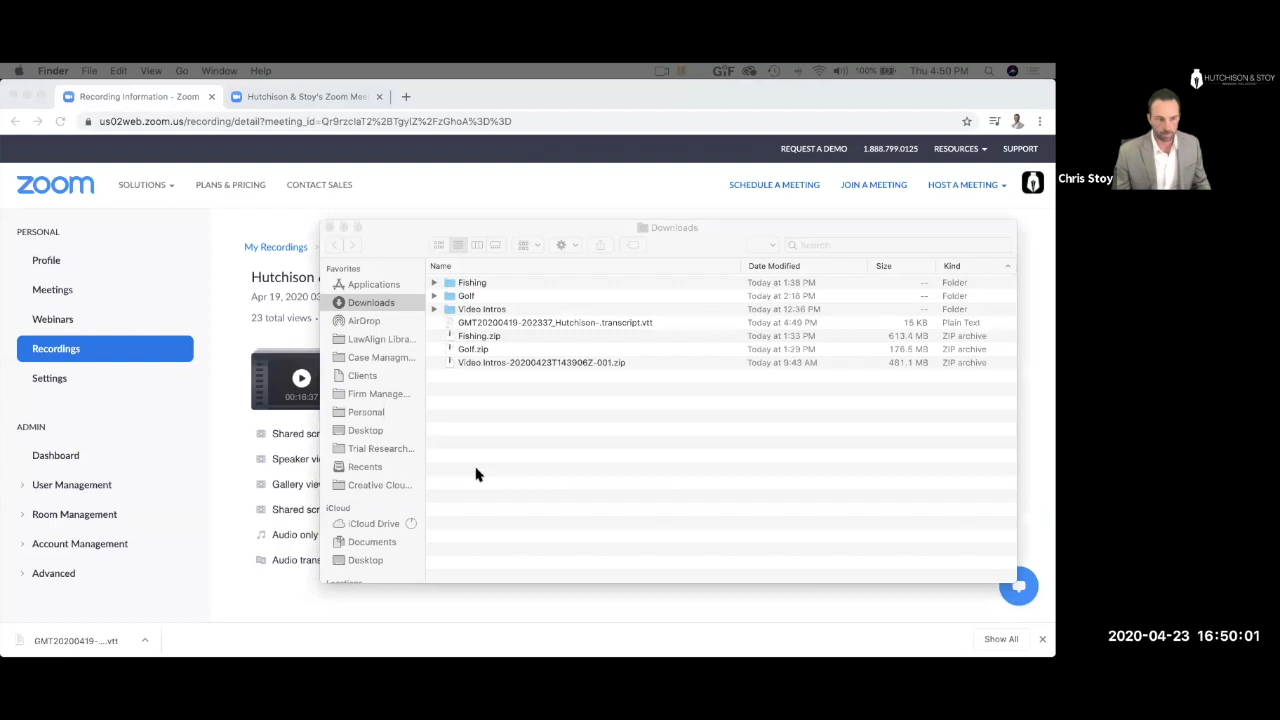 Finder File Edit View Go Window Help GIF 100% Thu 4:50 PM
HUTCHISON & STOY
Recording Information - Zoom Hutchison & Stoy's Zoom Mee
us02web.zoom.us/recording/detail?meeting_id=Qr9rzclaT2%2BTgyIZ%2FzGhoA%3D%3D
REQUEST A DEMO 1.888.799.0125 RESOURCES SUPPORT
Chris Stoy
zoom SOLUTIONS PLANS & PRICING CONTACT SALES SCHEDULE A MEETING JOIN A MEETING HOST A MEETING
PERSONAL
Profile
Meetings
Webinars
Recordings
Settings
ADMIN
Dashboard
User Management
Room Management
Account Management
Advanced
My Recordings
Hutchison
Apr 19, 2020 03
23 total views
00:16:37
Shared scr
Speaker vi
Gallery vie
Shared scr
Audio only
Audio trans
Downloads
Search
Favorites
Applications
Downloads
AirDrop
LawAlign Libra...
Case Managm...
Clients
Firm Manage...
Personal
Desktop
Trial Research...
Recents
Creative Clou...
iCloud
iCloud Drive
Documents
Desktop
Locations
Name Date Modified Size Kind
Fishing Today at 1:38 PM -- Folder
Golf Today at 2:18 PM -- Folder
Video Intros Today at 12:36 PM -- Folder
GMT20200419-202337_Hutchison-.transcript.vtt Today at 4:49 PM 15 KB Plain Text
Fishing.zip Today at 1:33 PM 613.4 MB ZIP archive
Golf.zip Today at 1:29 PM 176.5 MB ZIP archive
Video Intros-20200423T143906Z-001.zip Today at 9:43 AM 481.1 MB ZIP archive
GMT20200419-....vtt Show All
2020-04-23 16:50:01